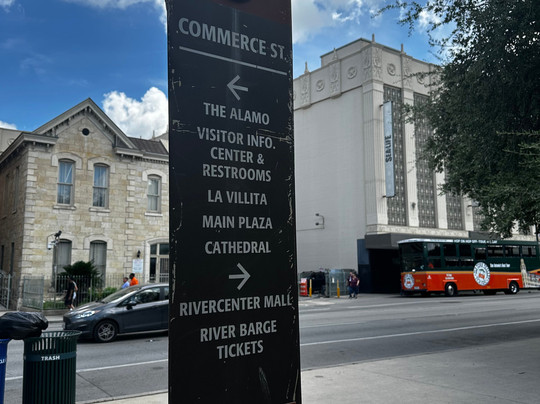 COMMERCE ST.
THE ALAMO
VISITOR INFO.
CENTER &
RESTROOMS
LA VILLITA
MAIN PLAZA
CATHEDRAL
RIVERCENTER MALL
RIVER BARGE
TICKETS
TRASH
SEALIFE